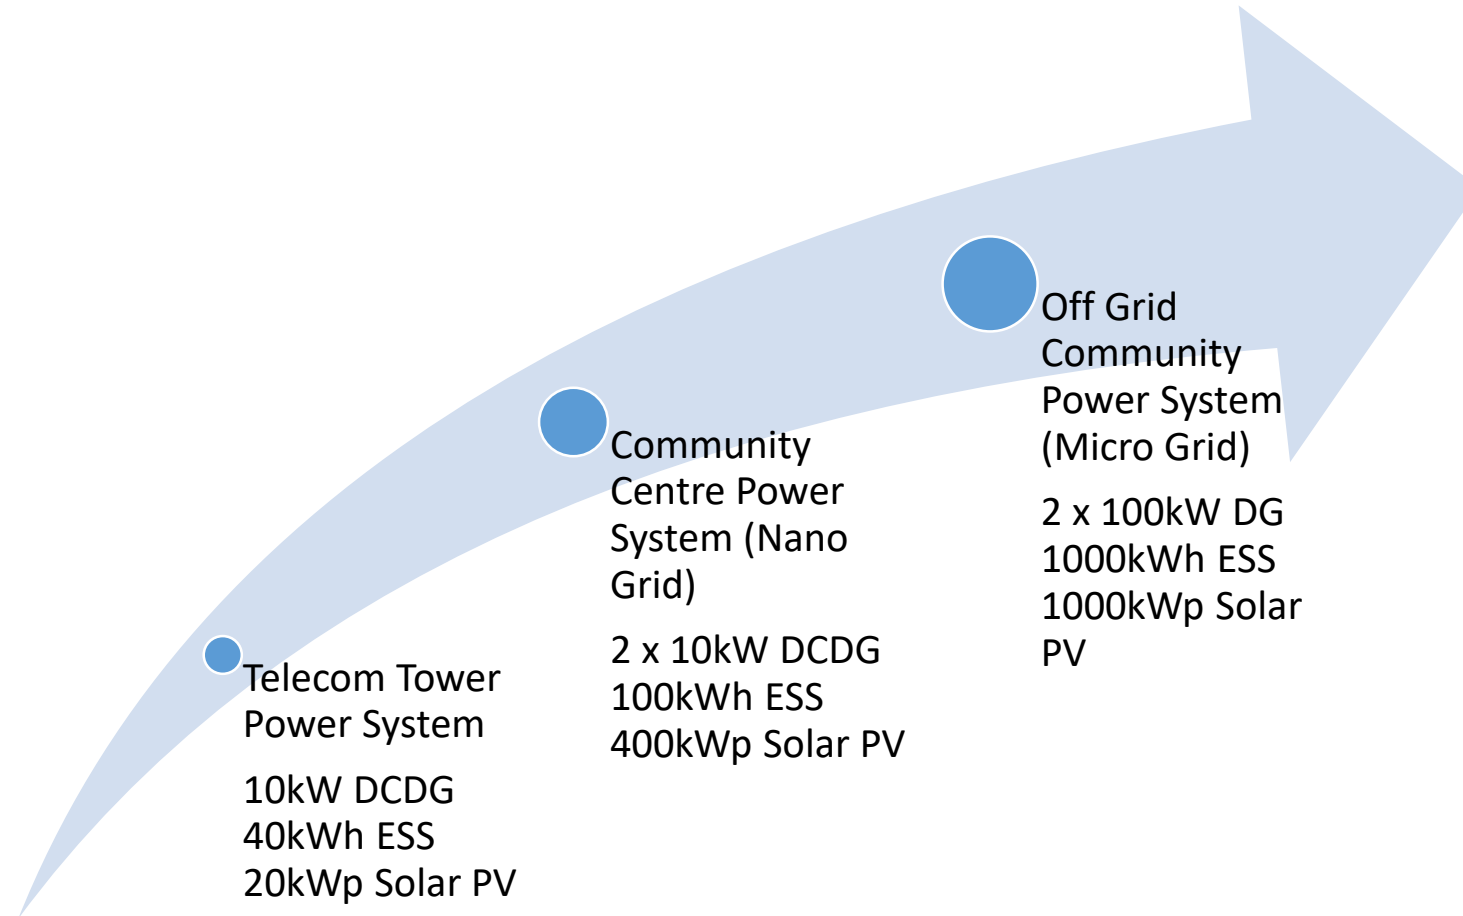 Telecom Tower
Power System
10kW DCDG
40kWh ESS
20kWp Solar PV
Community
Centre Power
System (Nano
Grid)
2 x 10kW DCDG
100kWh ESS
400kWp Solar PV
Off Grid
Community
Power System
(Micro Grid)
2 x 100kW DG
1000kWh ESS
1000kWp Solar
PV